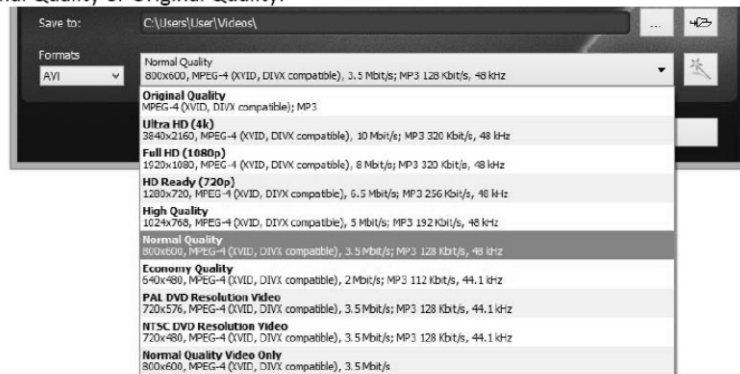 nal Quality or Original Quality.
Save to:
C:\Users\User\Videos\
...
Formats
AVI
Normal Quality
800x600, MPEG-4 (XVID, DIVX compatible), 3.5 Mbit/s; MP3 128 Kbit/s, 48 kHz
Original Quality
MPEG-4 (XVID, DIVX compatible); MP3
Ultra HD (4k)
3840x2160, MPEG-4 (XVID, DIVX compatible), 10 Mbit/s; MP3 320 Kbit/s, 48 kHz
Full HD (1080p)
1920x1080, MPEG-4 (XVID, DIVX compatible), 8 Mbit/s; MP3 320 Kbit/s, 48 kHz
HD Ready (720p)
1280x720, MPEG-4 (XVID, DIVX compatible), 6.5 Mbit/s; MP3 256 Kbit/s, 48 kHz
High Quality
1024x768, MPEG-4 (XVID, DIVX compatible), 5 Mbit/s; MP3 192 Kbit/s, 48 kHz
Normal Quality
800x600, MPEG-4 (XVID, DIVX compatible), 3.5 Mbit/s; MP3 128 Kbit/s, 48 kHz
Economy Quality
640x480, MPEG-4 (XVID, DIVX compatible), 2 Mbit/s; MP3 112 Kbit/s, 44.1 kHz
PAL DVD Resolution Video
720x576, MPEG-4 (XVID, DIVX compatible), 3.5 Mbit/s; MP3 128 Kbit/s, 44.1 kHz
NTSC DVD Resolution Video
720x480, MPEG-4 (XVID, DIVX compatible), 3.5 Mbit/s; MP3 128 Kbit/s, 44.1 kHz
Normal Quality Video Only
800x600, MPEG-4 (XVID, DIVX compatible), 3.5 Mbit/s